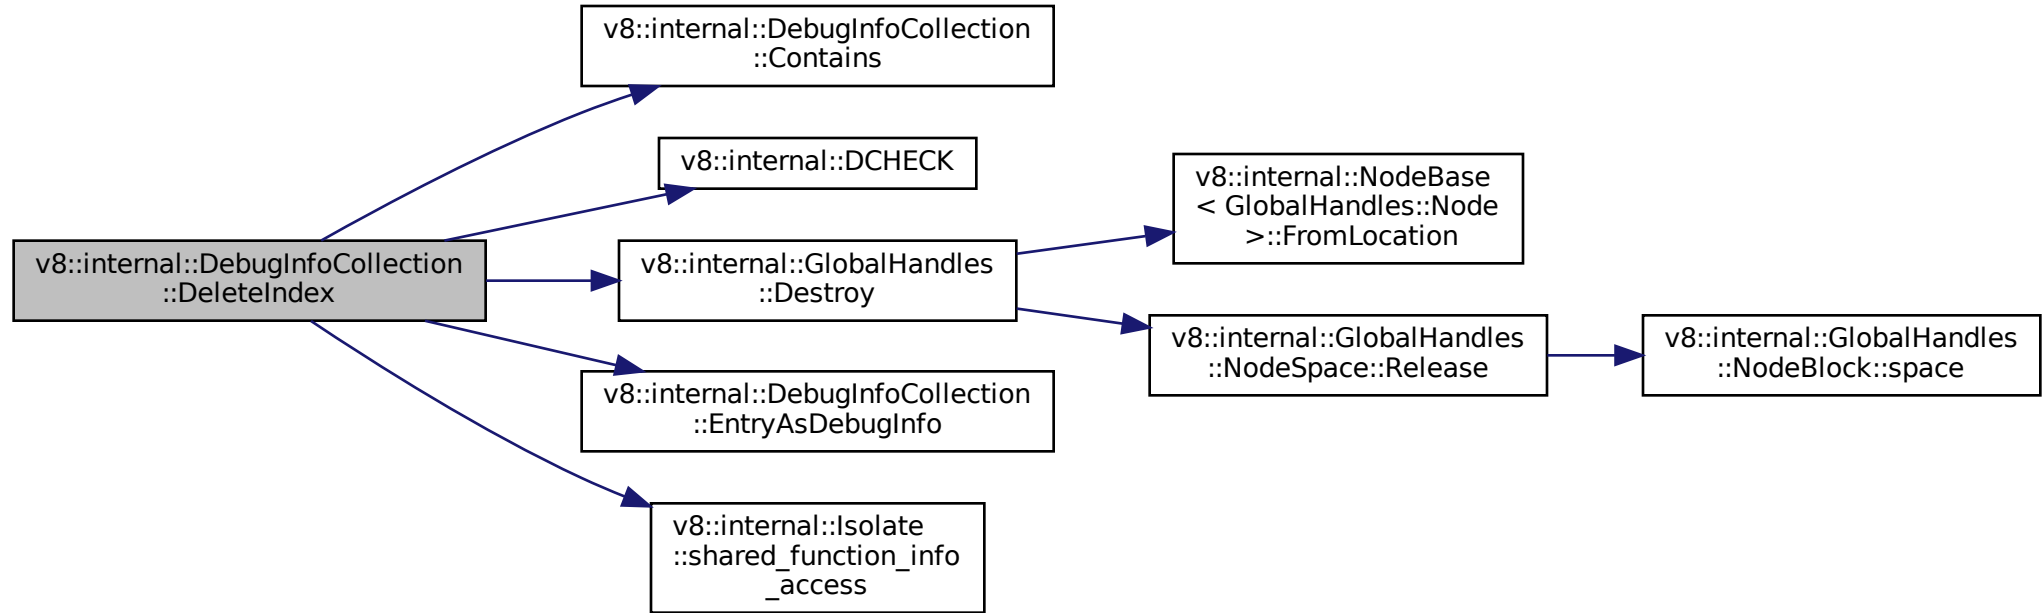 v8::internal::DebugInfoCollection
::Contains
v8::internal::DCHECK
v8::internal::NodeBase
< GlobalHandles::Node
>::FromLocation
v8::internal::DebugInfoCollection
::DeleteIndex
v8::internal::GlobalHandles
::Destroy
v8::internal::GlobalHandles
::NodeSpace::Release
v8::internal::GlobalHandles
::NodeBlock::space
v8::internal::DebugInfoCollection
::EntryAsDebugInfo
v8::internal::Isolate
::shared_function_info
_access